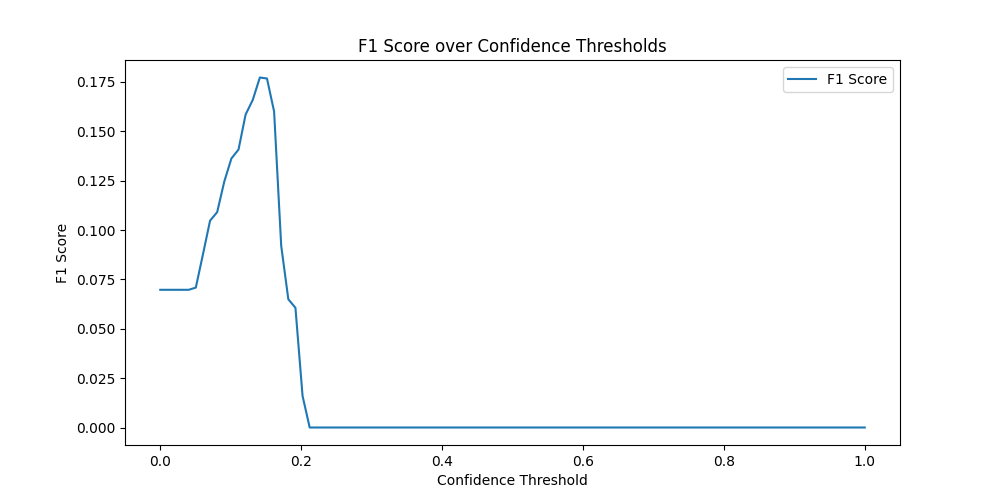 F1 Score over Confidence Thresholds
F1 Score
0.175
0.150
0.125
0.100
0.075
0.050
0.025
0.000
F1 Score
0.0 0.2 0.4 0.6 0.8 1.0
Confidence Threshold